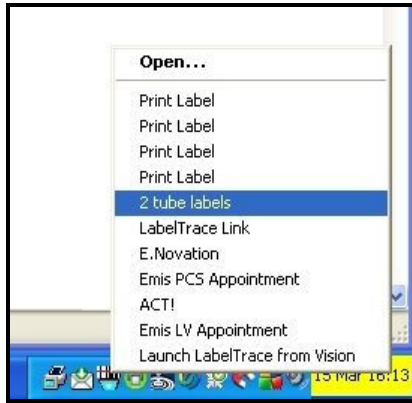 Open...
Print Label
Print Label
Print Label
Print Label
2 tube labels
LabelTrace Link
E.Novation
Emis PCS Appointment
ACT!
Emis LV Appointment
Launch LabelTrace from Vision
15 Mar 16:13